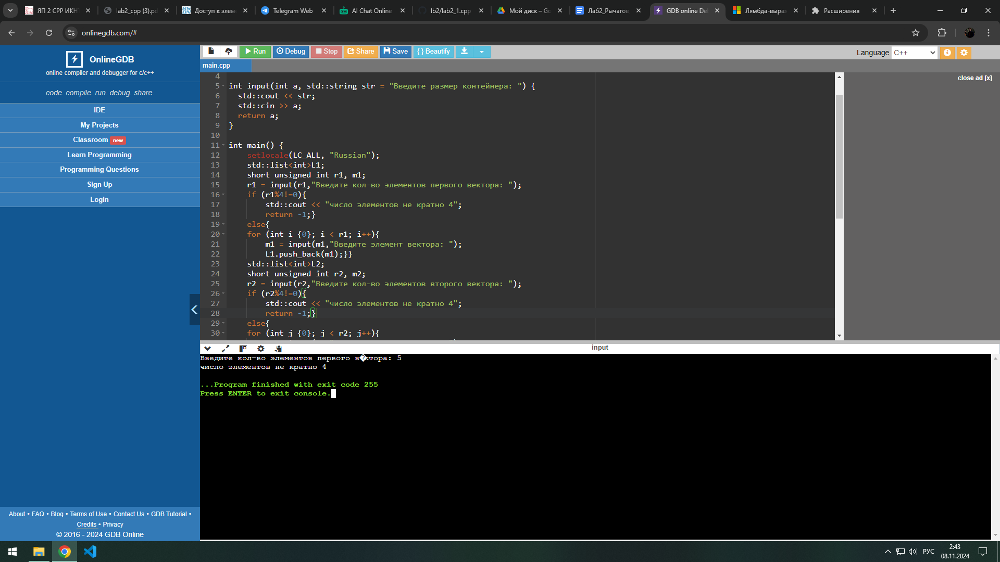 ЯП 2 CPP ИКН
lab2_cpp (3).pd
Доступ к элем
Telegram Web
AI Chat Online
lb2/lab2_1.cpp
Мой диск – Go
Лаб2_Рычагов
GDB online De
Лямбда-выра
Расширения
onlinegdb.com/#
OnlineGDB
online compiler and debugger for c/c++
code. compile. run. debug. share.
IDE
My Projects
Classroom new
Learn Programming
Programming Questions
Sign Up
Login
Run Debug Stop Share Save { } Beautify
Language C++
main.cpp
close ad [x]
4
5 int input(int a, std::string str = "Введите размер контейнера: ") {
6 std::cout << str;
7 std::cin >> a;
8 return a;
9 }
10
11 int main() {
12 setlocale(LC_ALL, "Russian");
13 std::list<int>L1;
14 short unsigned int r1, m1;
15 r1 = input(r1,"Введите кол-во элементов первого вектора: ");
16 if (r1%4!=0){
17 std::cout << "число элементов не кратно 4";
18 return -1;}
19 else{
20 for (int i {0}; i < r1; i++){
21 m1 = input(m1,"Введите элемент вектора: ");
22 L1.push_back(m1);}}
23 std::list<int>L2;
24 short unsigned int r2, m2;
25 r2 = input(r2,"Введите кол-во элементов второго вектора: ");
26 if (r2%4!=0){
27 std::cout << "число элементов не кратно 4";
28 return -1;}
29 else{
30 for (int j {0}; j < r2; j++){
input
Введите кол-во элементов первого в�ктора: 5
число элементов не кратно 4
...Program finished with exit code 255
Press ENTER to exit console.
About • FAQ • Blog • Terms of Use • Contact Us • GDB Tutorial •
Credits • Privacy
© 2016 - 2024 GDB Online
РУС
2:43
08.11.2024